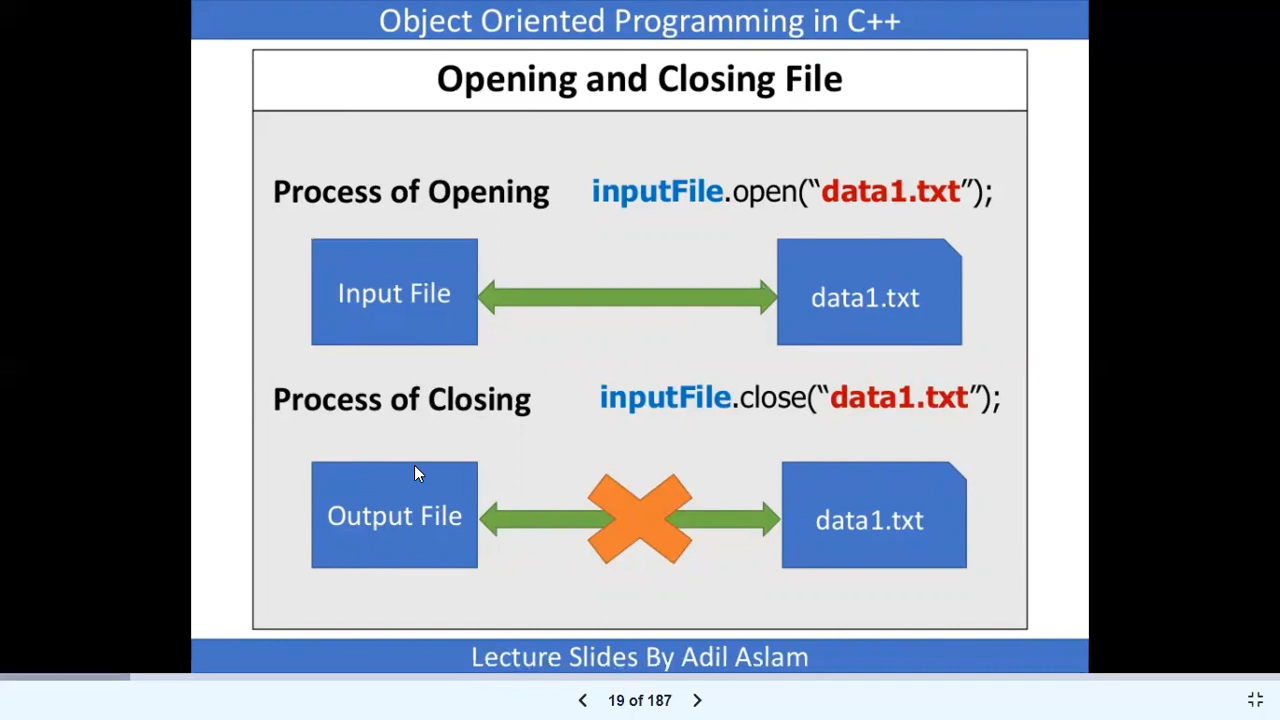 Object Oriented Programming in C++
Opening and Closing File
Process of Opening inputFile.open(“data1.txt”);
Input File data1.txt
Process of Closing inputFile.close(“data1.txt”);
Output File data1.txt
Lecture Slides By Adil Aslam
19 of 187